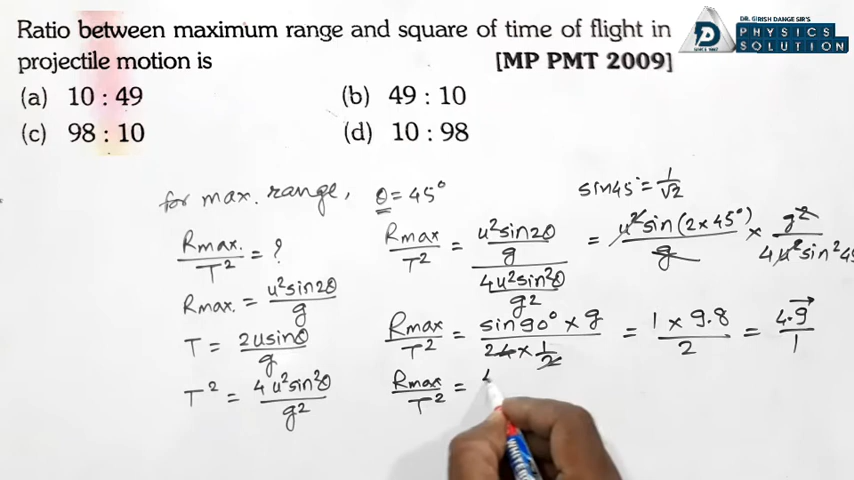 Ratio between maximum range and square of time of flight in
projectile motion is [MP PMT 2009]
DR. GIRISH DANGE SIR'S
PHYSICS
SOLUTION
(a) 10 : 49 (b) 49 : 10
(c) 98 : 10 (d) 10 : 98
for max. range, θ = 45° sin45° = 1/√2
Rmax./T² = ? Rmax/T² = (u²sin2θ/g)/(4u²sin²θ/g²) = u²sin(2×45°)/g × g²/4u²sin²45
Rmax. = u²sin2θ/g
T = 2usinθ/g Rmax/T² = sin90° × g/(24 × 1/2) = 1 × 9.8/2 = 4.9/1
T² = 4u²sin²θ/g² Rmax/T² =